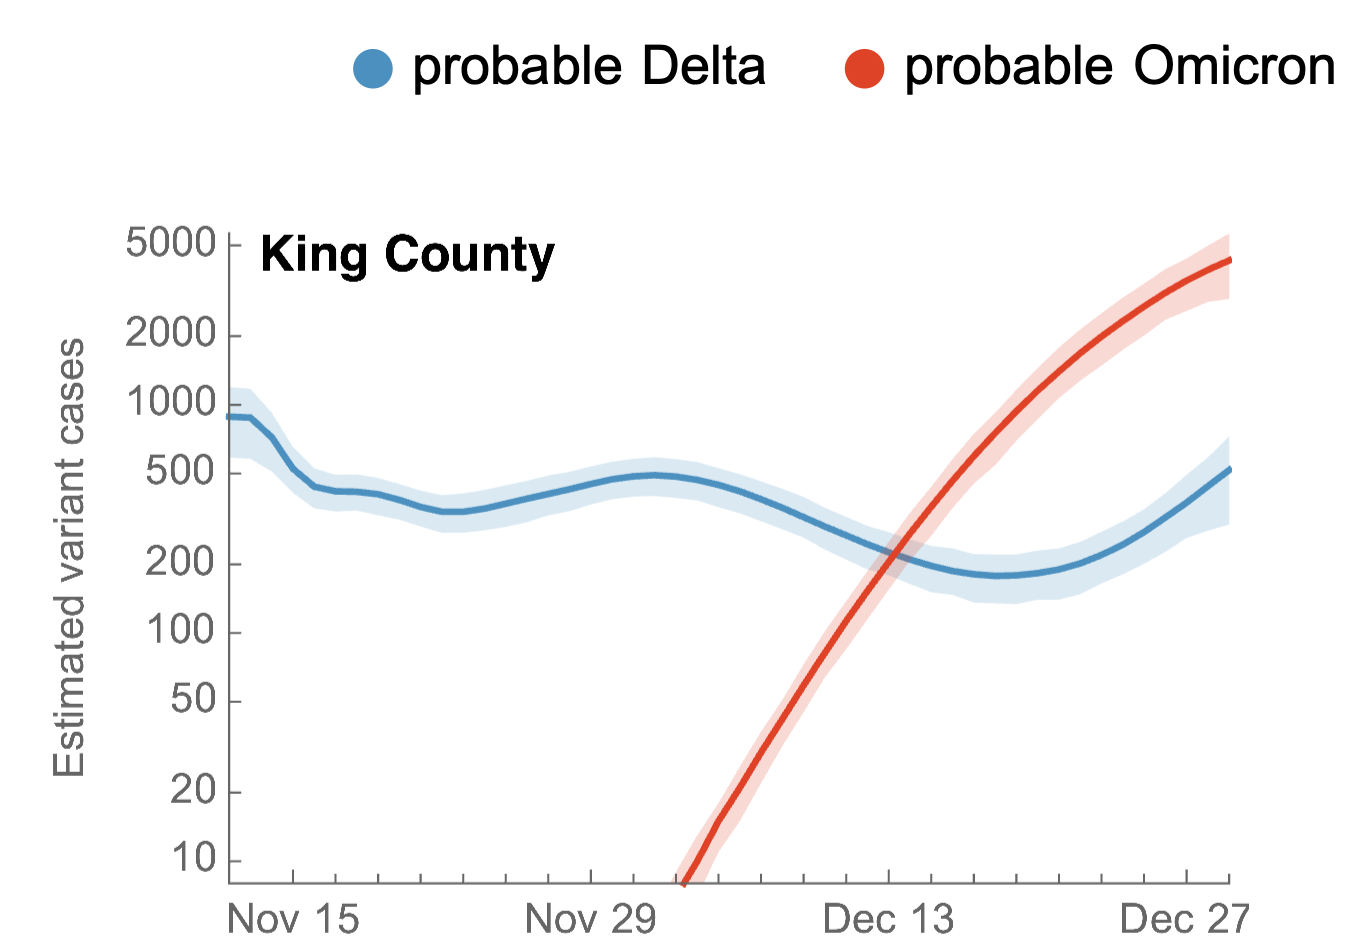 probable Delta
probable Omicron
King County
Estimated variant cases
5000
2000
1000
500
200
100
50
20
10
Nov 15
Nov 29
Dec 13
Dec 27